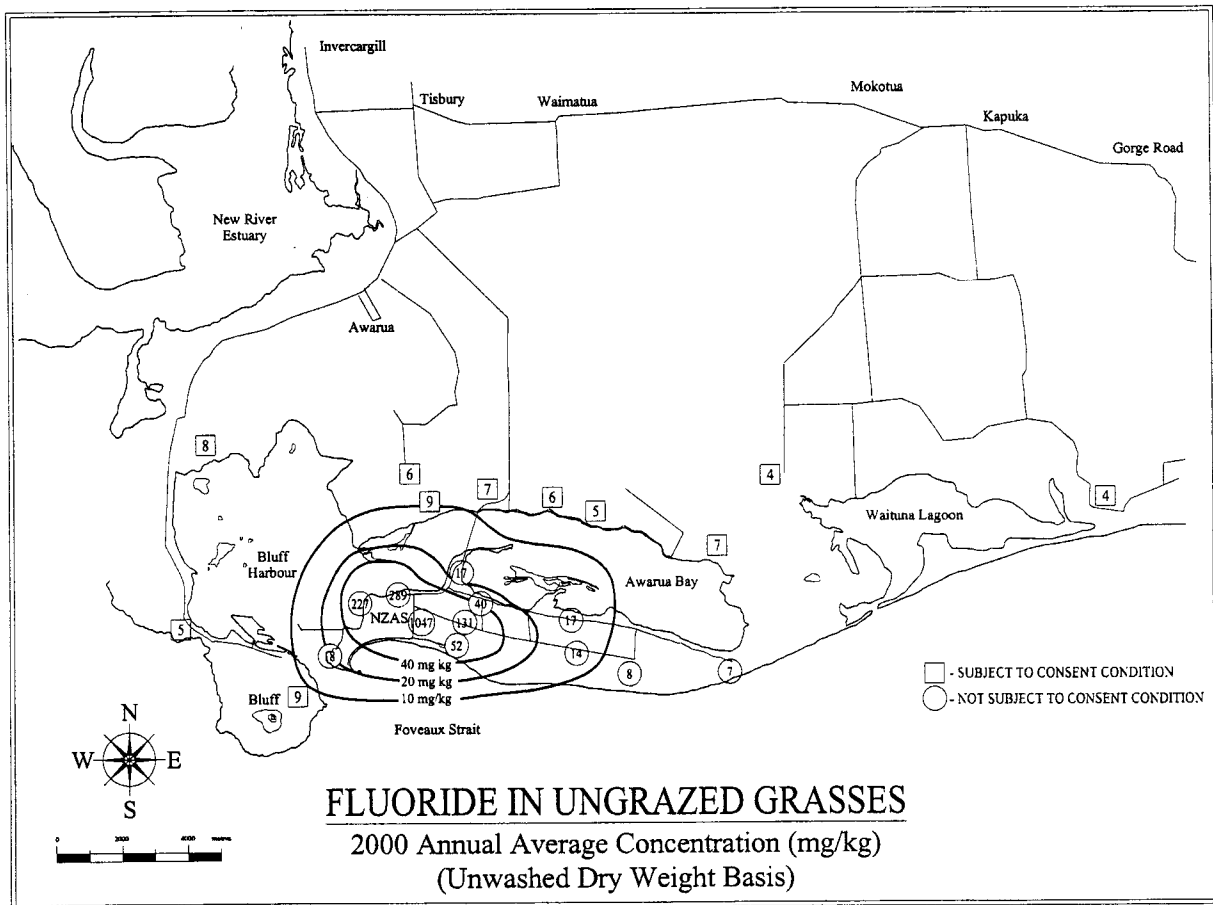 Invercargill
Tisbury
Waimatua
Mokotua
Kapuka
Gorge Road
New River
Estuary
Awarua
8
6
9
7
6
5
4
4
7
Waituna Lagoon
Bluff
Harbour
Awarua Bay
17
227
289
40
NZAS
1047
131
17
5
52
14
8
8
7
40 mg kg
20 mg kg
10 mg/kg
9
Bluff
Foveaux Strait
- SUBJECT TO CONSENT CONDITION
- NOT SUBJECT TO CONSENT CONDITION
N
W
E
S
FLUORIDE IN UNGRAZED GRASSES
2000 Annual Average Concentration (mg/kg)
(Unwashed Dry Weight Basis)
0
2000
4000